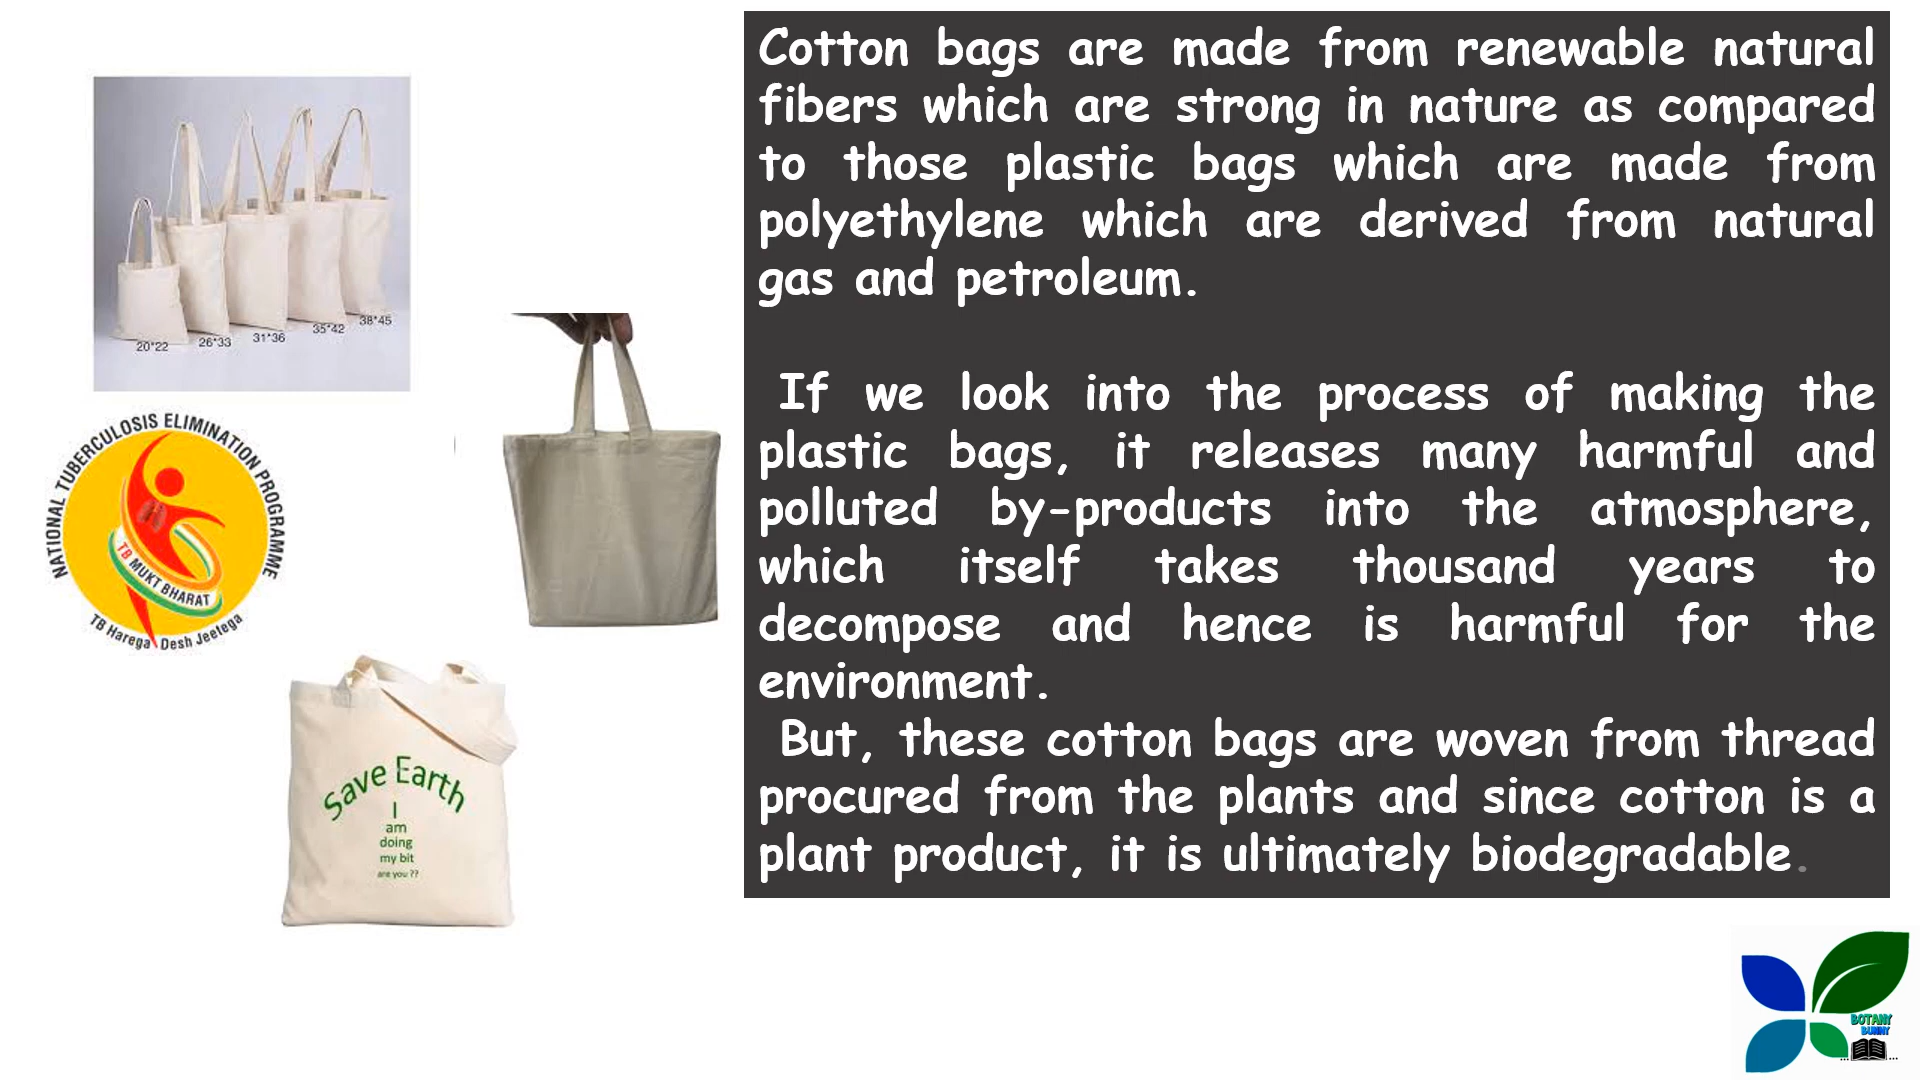 Cotton bags are made from renewable natural
fibers which are strong in nature as compared
to those plastic bags which are made from
polyethylene which are derived from natural
gas and petroleum.
If we look into the process of making the
plastic bags, it releases many harmful and
polluted by-products into the atmosphere,
which itself takes thousand years to
decompose and hence is harmful for the
environment.
But, these cotton bags are woven from thread
procured from the plants and since cotton is a
plant product, it is ultimately biodegradable.
20*22
26*33
31*36
35*42
38*45
NATIONAL TUBERCULOSIS ELIMINATION PROGRAMME
TB MUKT BHARAT
TB Harega Desh Jeetega
Save Earth
I
am
doing
my bit
are you ??
BOTANY
BUNNY